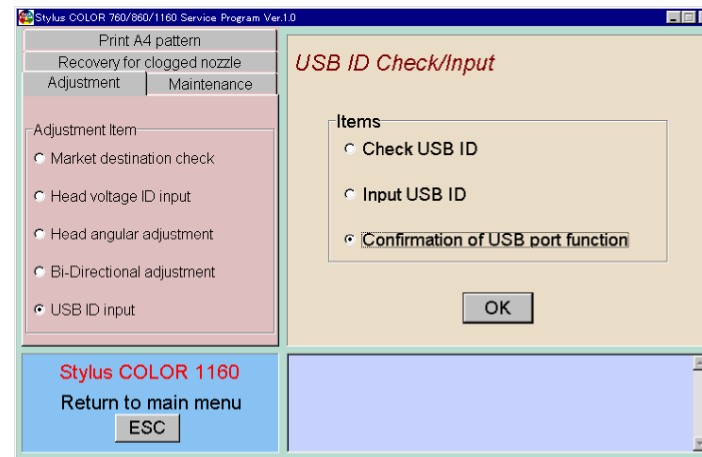 Stylus COLOR 760/860/1160 Service Program Ver.1.0
Print A4 pattern
Recovery for clogged nozzle
Adjustment
Maintenance
Adjustment Item
Market destination check
Head voltage ID input
Head angular adjustment
Bi-Directional adjustment
USB ID input
USB ID Check/Input
Items
Check USB ID
Input USB ID
Confirmation of USB port function
OK
Stylus COLOR 1160
Return to main menu
ESC